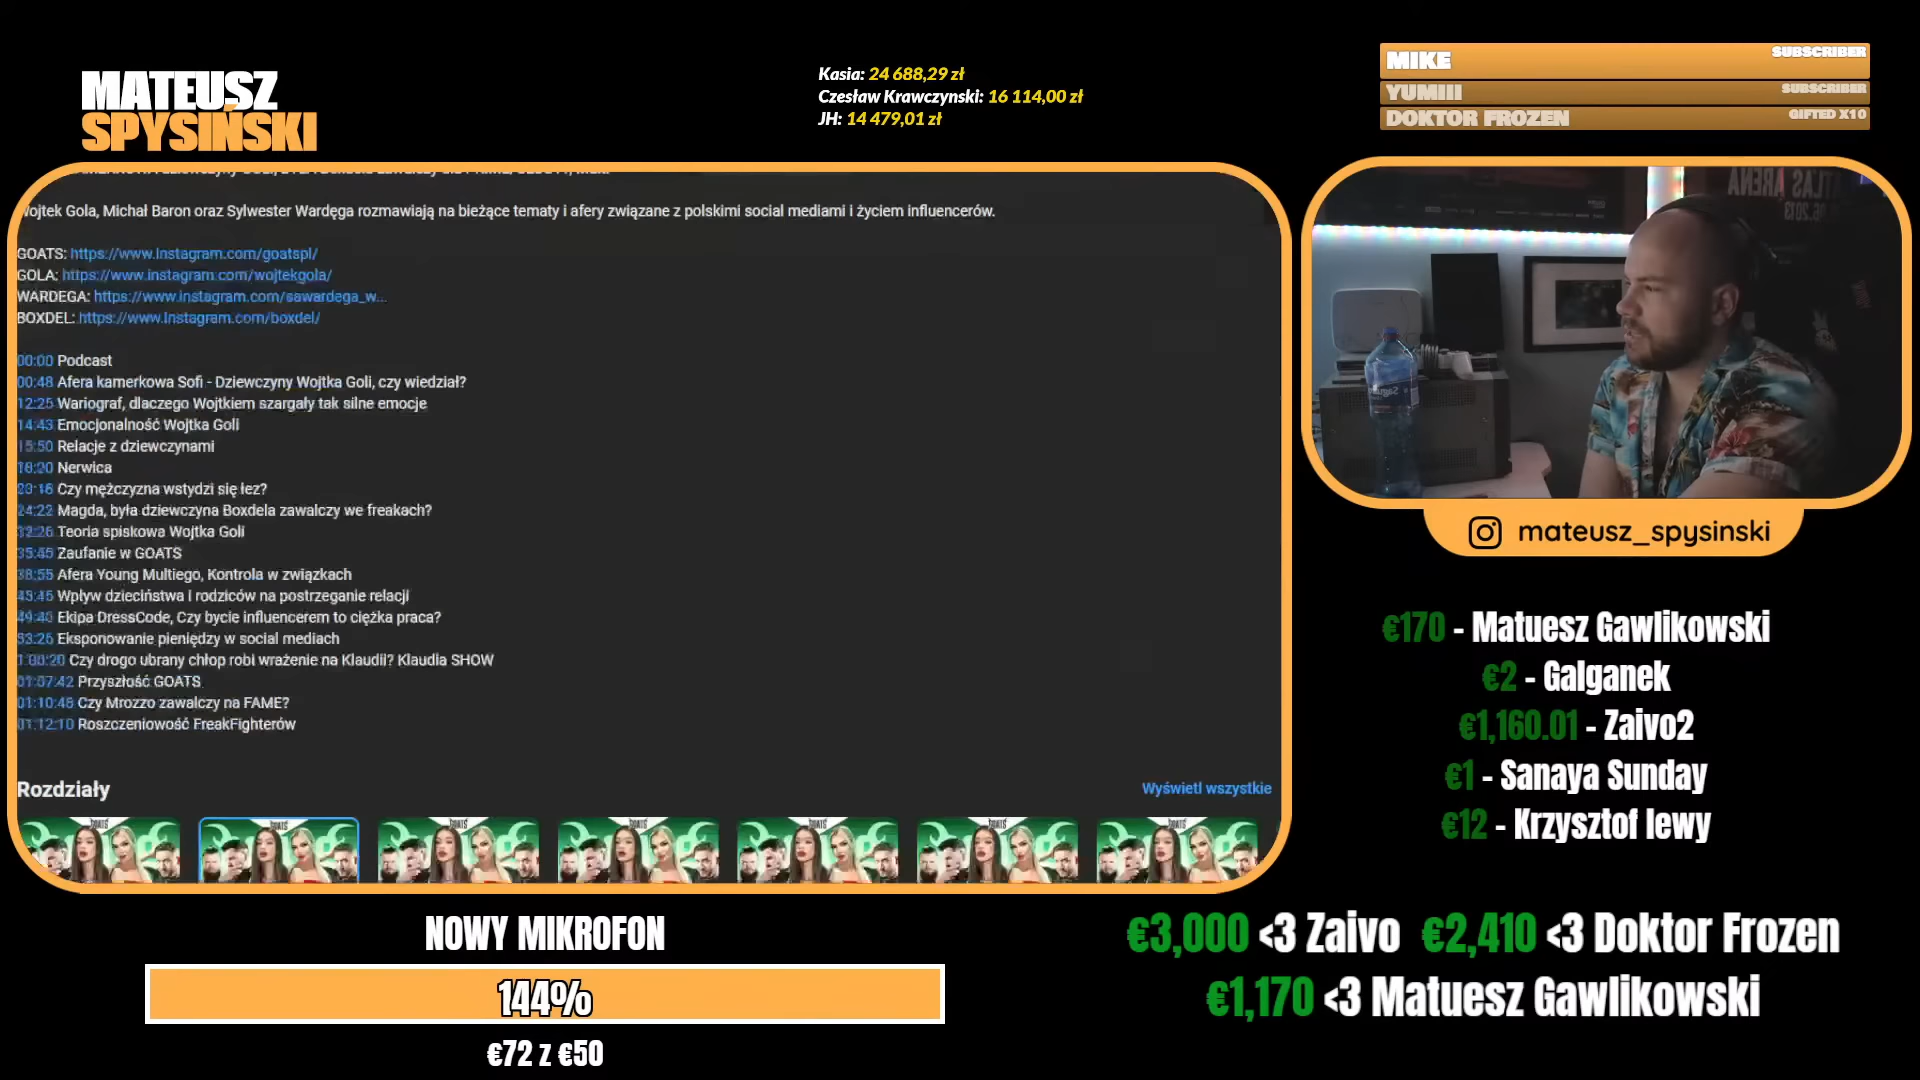 MATEUSZ
SPYSIŃSKI
Kasia: 24 688,29 zł
Czesław Krawczynski: 16 114,00 zł
JH: 14 479,01 zł
MIKE SUBSCRIBER
YUMIII SUBSCRIBER
DOKTOR FROZEN GIFTED X10
Wojtek Gola, Michał Baron oraz Sylwester Wardęga rozmawiają na bieżące tematy i afery związane z polskimi social mediami i życiem influencerów.
GOATS: https://www.instagram.com/goatspl/
GOLA: https://www.instagram.com/wojtekgola/
WARDEGA: https://www.instagram.com/sawardega_w...
BOXDEL: https://www.instagram.com/boxdel/
00:00 Podcast
00:48 Afera kamerkowa Sofi - Dziewczyny Wojtka Goli, czy wiedział?
12:25 Wariograf, dlaczego Wojtkiem szargały tak silne emocje
14:43 Emocjonalność Wojtka Goli
15:50 Relacje z dziewczynami
Nerwica
Czy mężczyzna wstydzi się łez?
24:22 Magda, była dziewczyna Boxdela zawalczy we freakach?
Teoria spiskowa Wojtka Goli
35:45 Zaufanie w GOATS
38:55 Afera Young Multiego, Kontrola w związkach
Wpływ dzieciństwa i rodziców na postrzeganie relacji
49:40 Ekipa DressCode, Czy bycie influencerem to ciężka praca?
53:26 Eksponowanie pieniędzy w social mediach
1:00:20 Czy drogo ubrany chłop robi wrażenie na Klaudii? Klaudia SHOW
01:07:42 Przyszłość GOATS
01:10:48 Czy Mrozzo zawalczy na FAME?
01:12:10 Roszczeniowość FreakFighterów
Rozdziały
Wyświetl wszystkie
mateusz_spysinski
€170 - Matuesz Gawlikowski
€2 - Galganek
€1,160.01 - Zaivo2
€1 - Sanaya Sunday
€12 - Krzysztof lewy
NOWY MIKROFON
144%
€72 z €50
€3,000 <3 Zaivo €2,410 <3 Doktor Frozen
€1,170 <3 Matuesz Gawlikowski